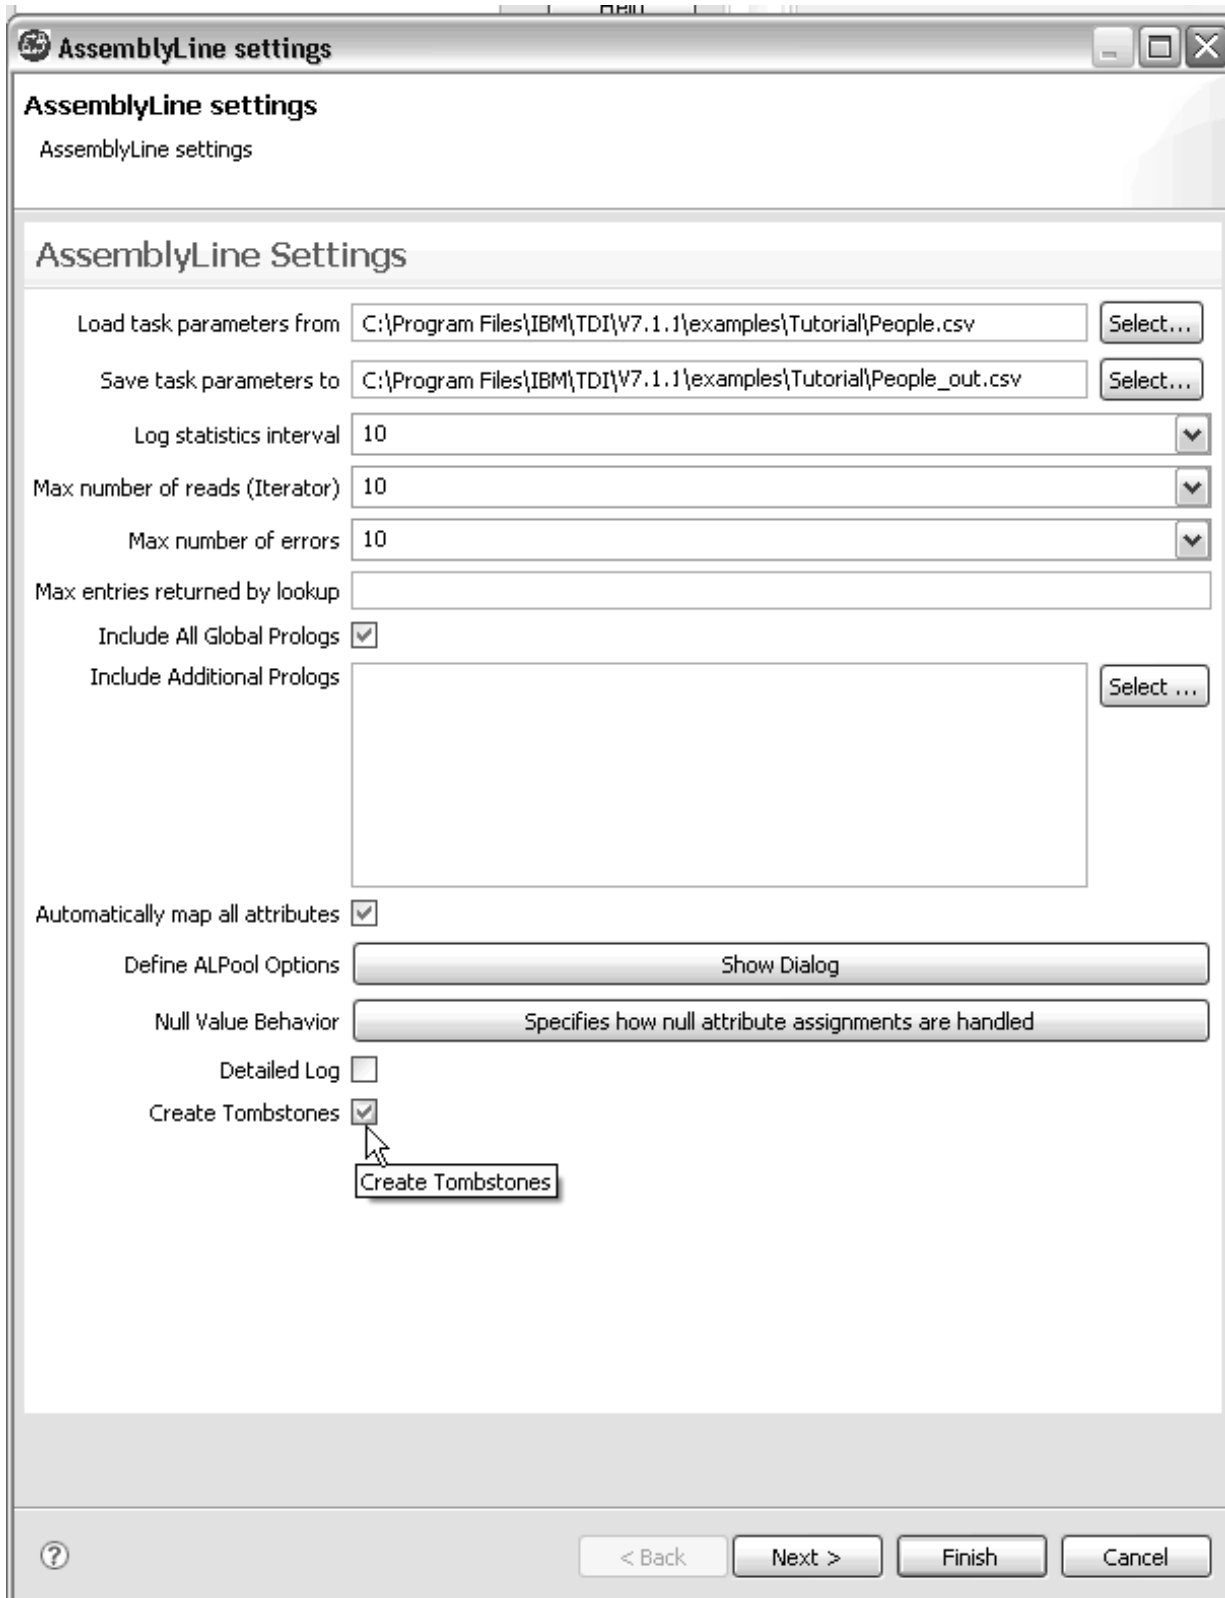 Help
AssemblyLine settings
AssemblyLine settings
AssemblyLine settings
AssemblyLine Settings
Load task parameters from C:\Program Files\IBM\TDI\V7.1.1\examples\Tutorial\People.csv Select...
Save task parameters to C:\Program Files\IBM\TDI\V7.1.1\examples\Tutorial\People_out.csv Select...
Log statistics interval 10
Max number of reads (Iterator) 10
Max number of errors 10
Max entries returned by lookup
Include All Global Prologs
Include Additional Prologs Select ...
Automatically map all attributes
Define ALPool Options Show Dialog
Null Value Behavior Specifies how null attribute assignments are handled
Detailed Log
Create Tombstones
Create Tombstones
? < Back Next > Finish Cancel